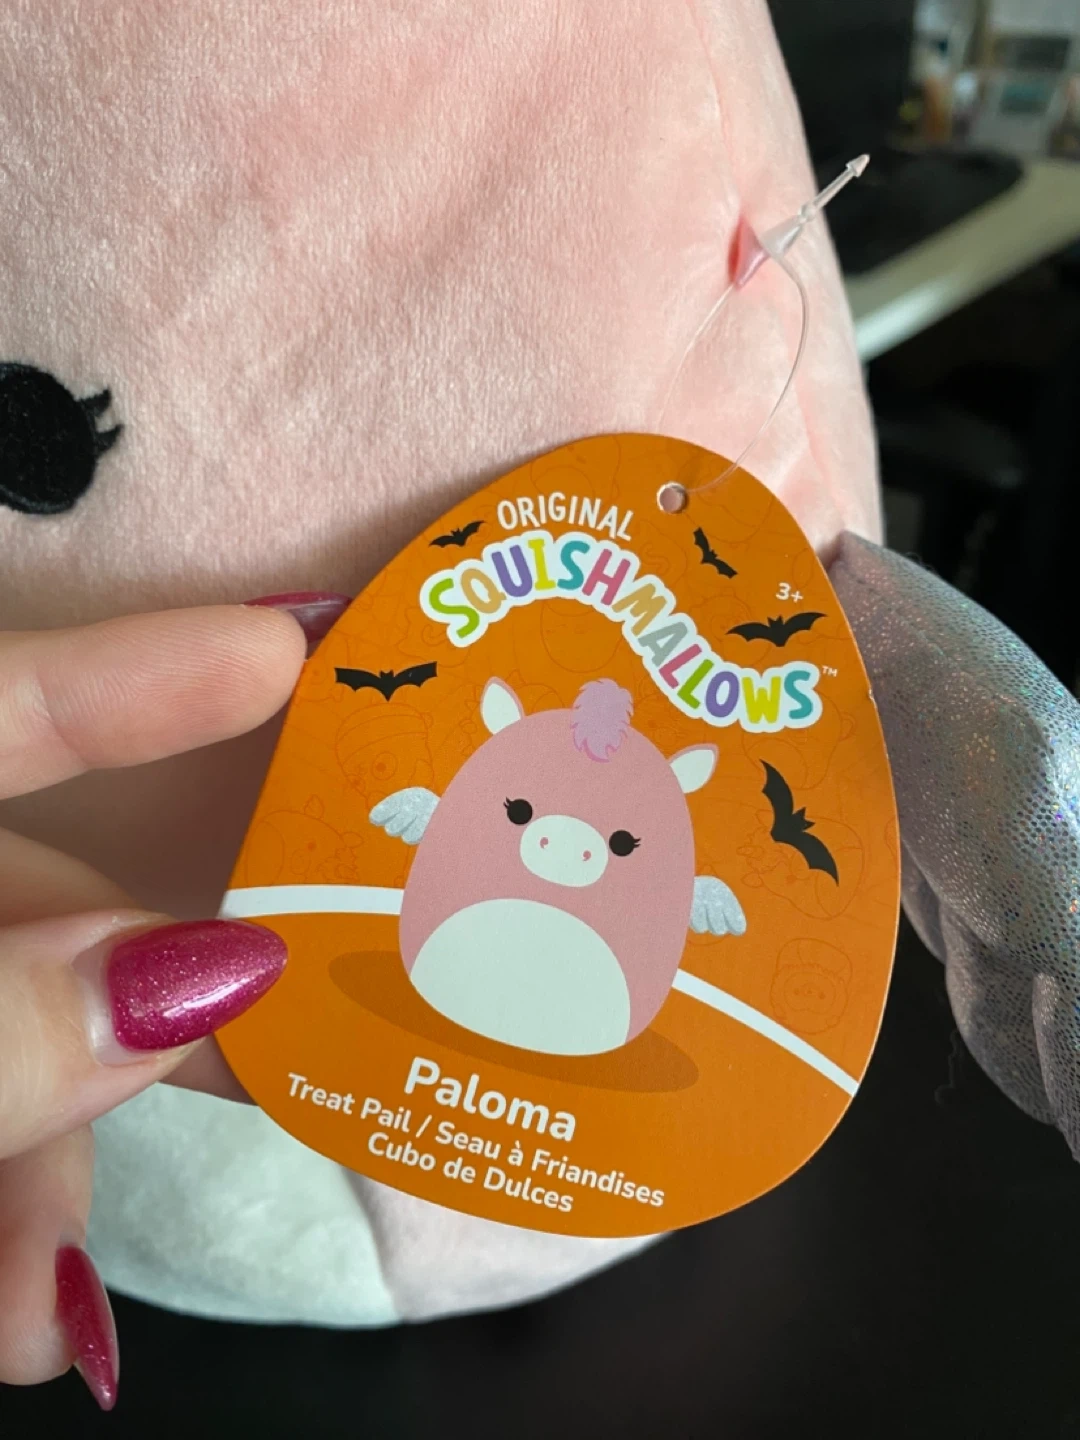 ORIGINAL
SQUISHMALLOWS™
3+
Paloma
Treat Pail / Seau à Friandises
Cubo de Dulces